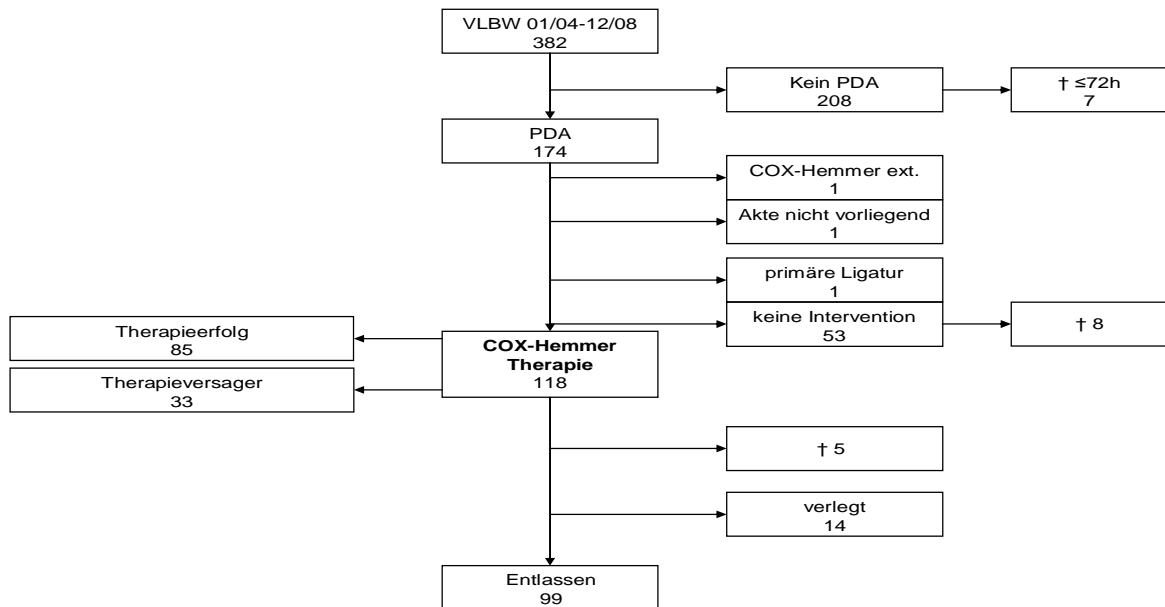 VLBW 01/04-12/08
382
Kein PDA
208
† ≤72h
7
PDA
174
COX-Hemmer ext.
1
Akte nicht vorliegend
1
primäre Ligatur
1
keine Intervention
53
† 8
Therapieerfolg
85
COX-Hemmer
Therapie
118
Therapieversager
33
† 5
verlegt
14
Entlassen
99